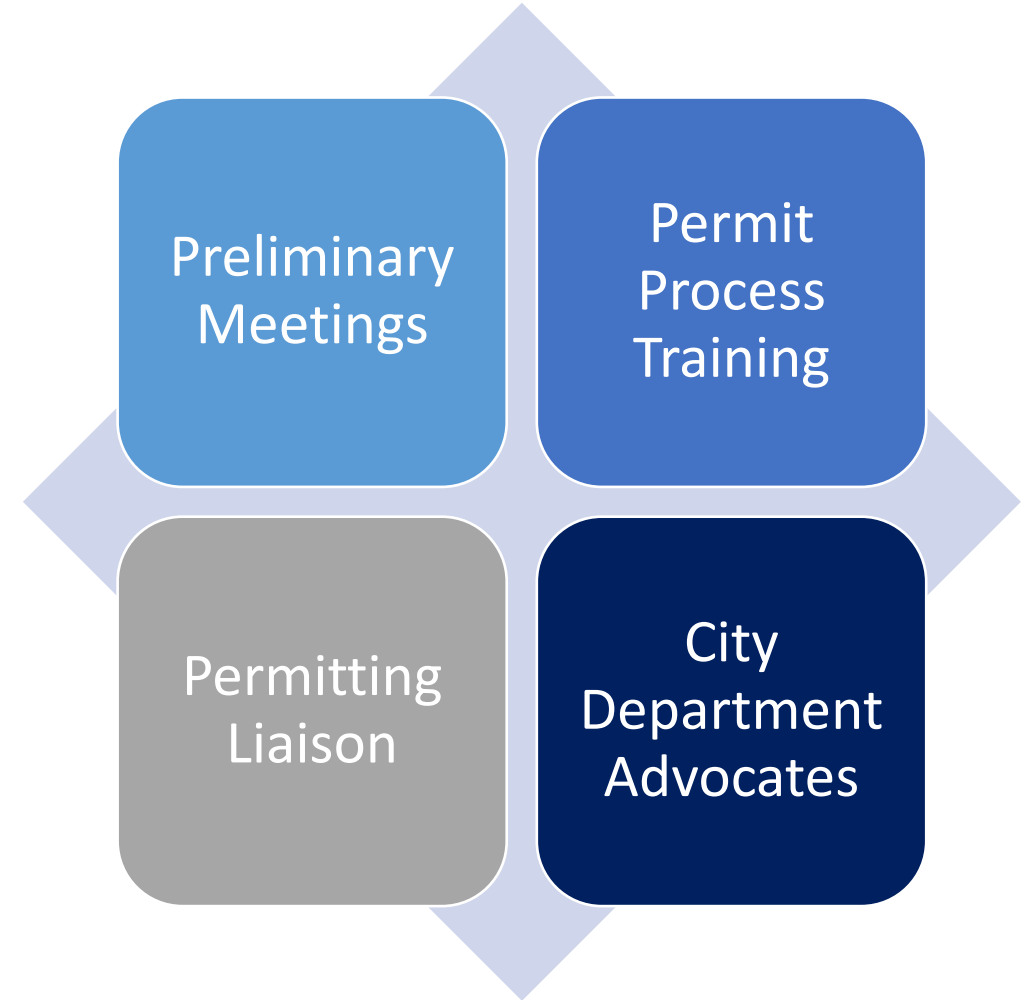 Preliminary
Meetings
Permit
Process
Training
Permitting
Liaison
City
Department
Advocates